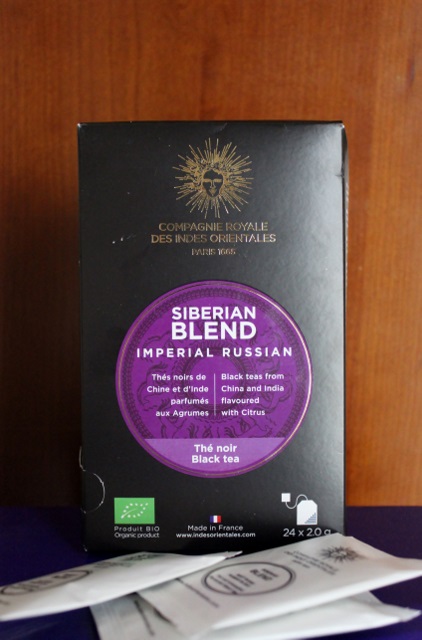 COMPAGNIE ROYALE
DES INDES ORIENTALES
PARIS 1665
SIBERIAN
BLEND
IMPERIAL RUSSIAN
Thés noirs de
Chine et d'Inde
parfumés
aux Agrumes
Black teas from
China and India
flavoured
with Citrus
Thé noir
Black tea
Produit BIO
Organic product
Made in France
www.indesorientales.com
24 x 2.0 g